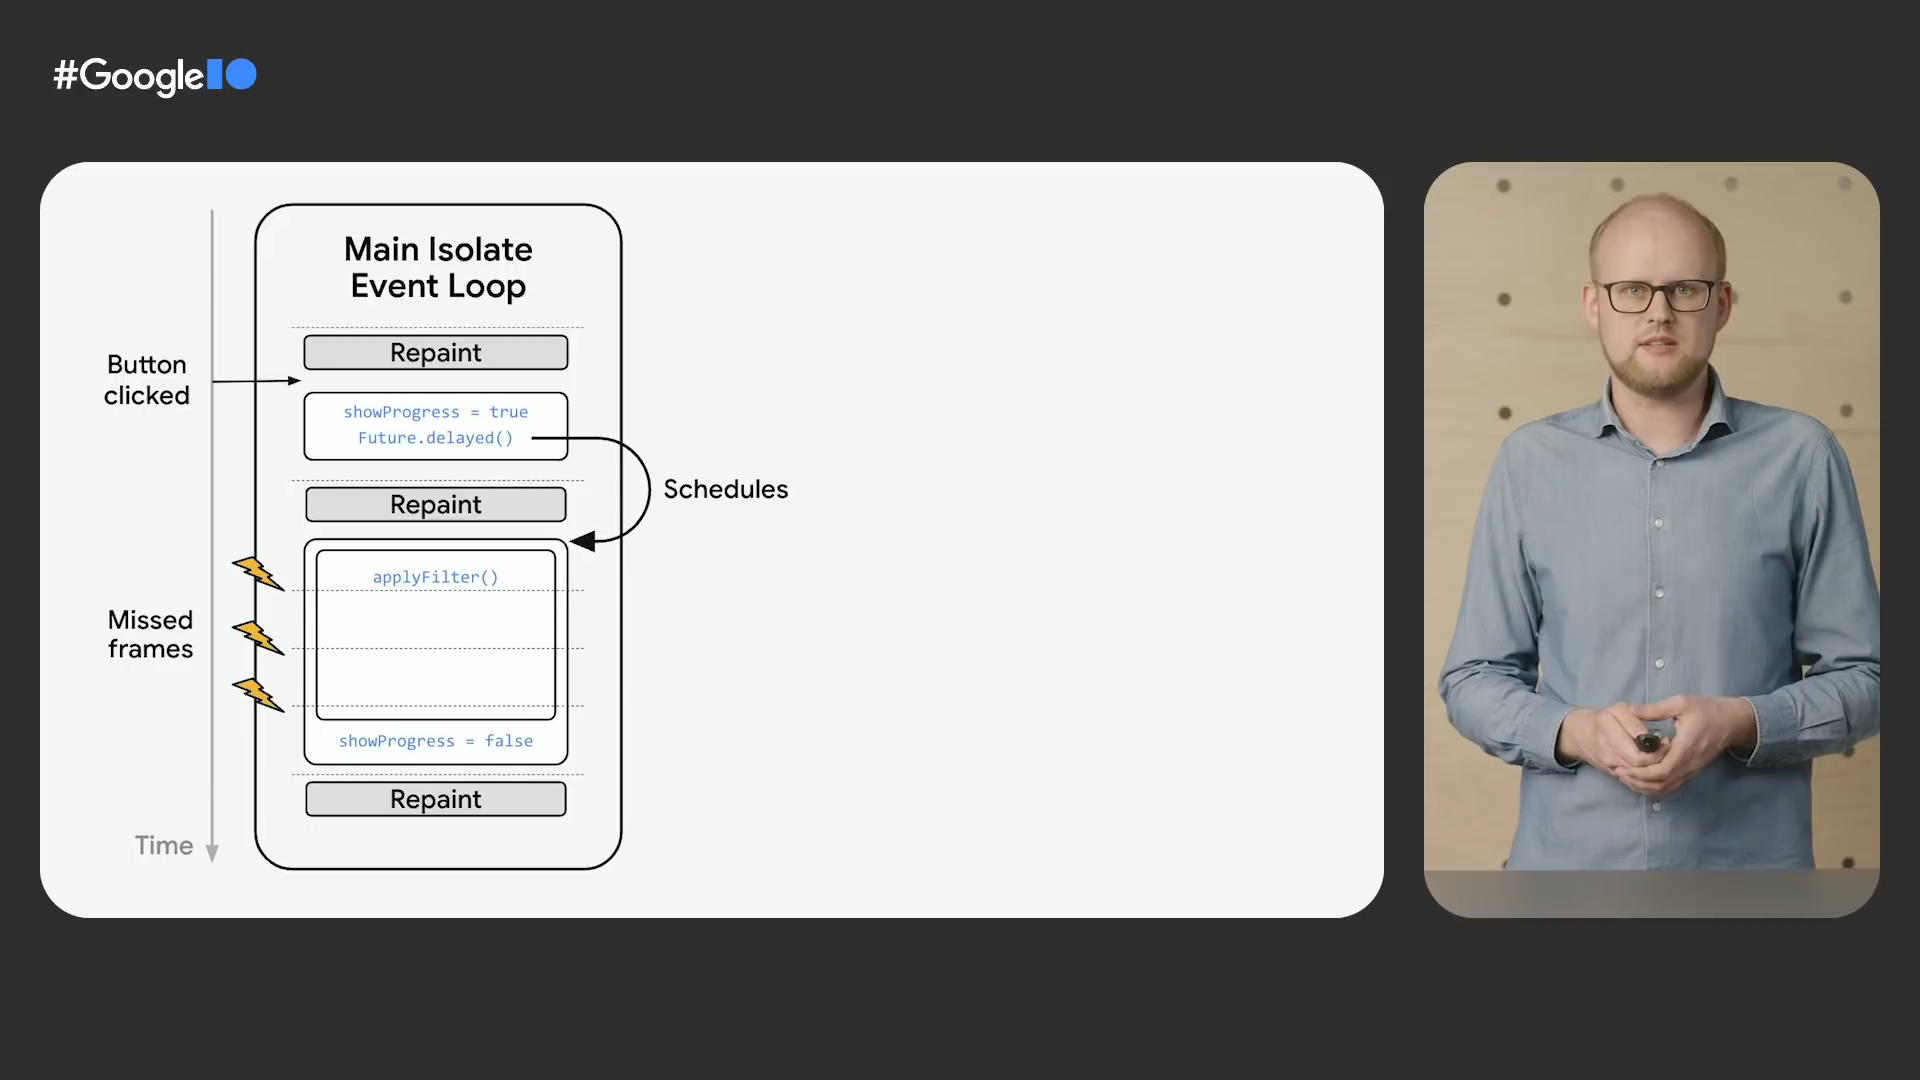 #GoogleIO
Main Isolate
Event Loop
Repaint
Button
clicked
showProgress = true
Future.delayed()
Schedules
Repaint
applyFilter()
Missed
frames
showProgress = false
Repaint
Time